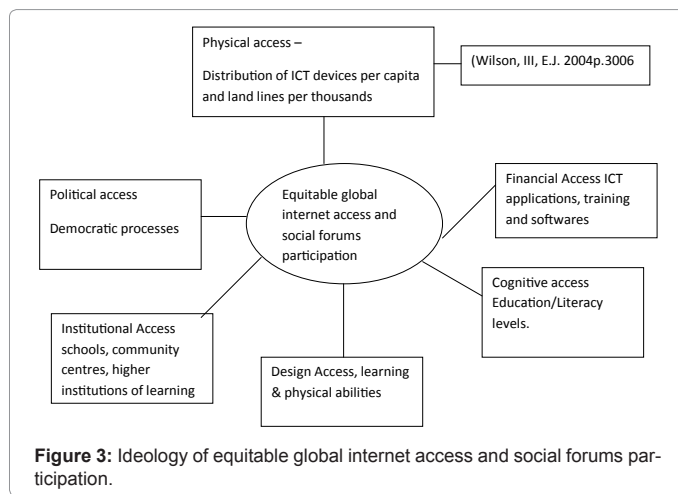 Physical access –
Distribution of ICT devices per capita
and land lines per thousands
(Wilson, III, E.J. 2004p.3006
Political access
Democratic processes
Equitable global
internet access and
social forums
participation
Financial Access ICT
applications, training
and softwares
Cognitive access
Education/Literacy
levels.
Institutional Access
schools, community
centres, higher
institutions of learning
Design Access, learning
& physical abilities
Figure 3: Ideology of equitable global internet access and social forums par-
ticipation.